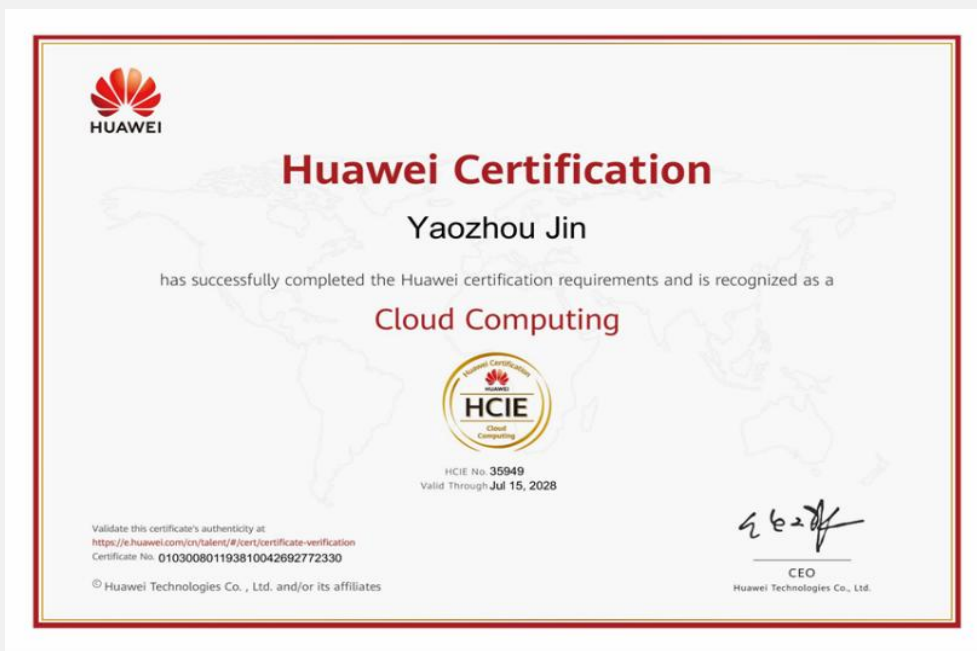 HUAWEI
Huawei Certification
Yaozhou Jin
has successfully completed the Huawei certification requirements and is recognized as a
Cloud Computing
Huawei Certification
HUAWEI
HCIE
Cloud
Computing
HCIE No. 35949
Valid Through Jul 15, 2028
Validate this certificate's authenticity at
https://e.huawei.com/cn/talent/#/cert/certificate-verification
Certificate No. 010300801193810042692772330
© Huawei Technologies Co. , Ltd. and/or its affiliates
CEO
Huawei Technologies Co., Ltd.